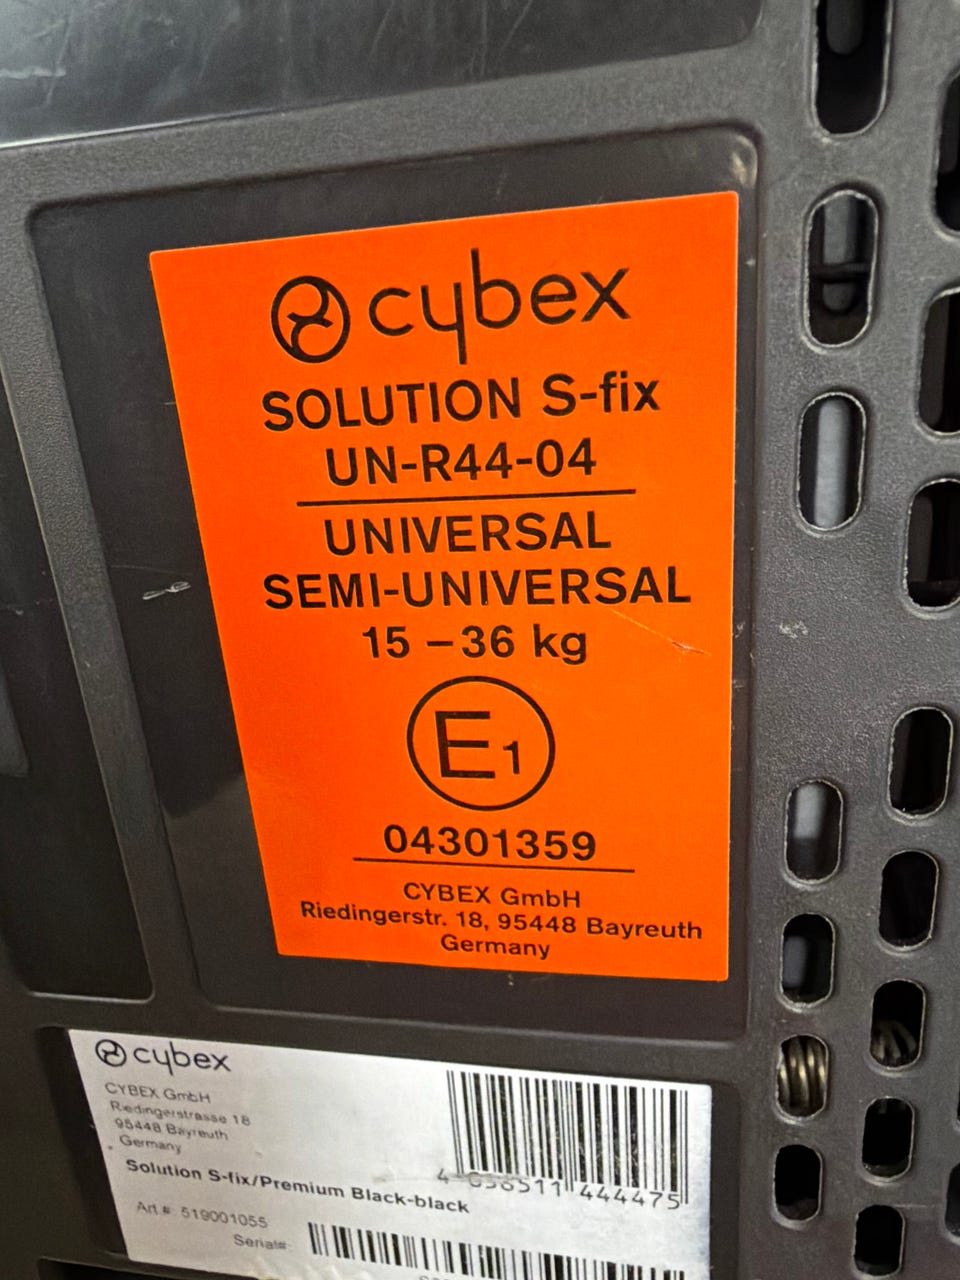 cybex
SOLUTION S-fix
UN-R44-04
UNIVERSAL
SEMI-UNIVERSAL
15 – 36 kg
E1
04301359
CYBEX GmbH
Riedingerstr. 18, 95448 Bayreuth
Germany
cybex
CYBEX GmbH
Riedingerstrasse 18
95448 Bayreuth
Germany
Solution S-fix/Premium Black-black
Art.#: 519001055
Serial#:
444475